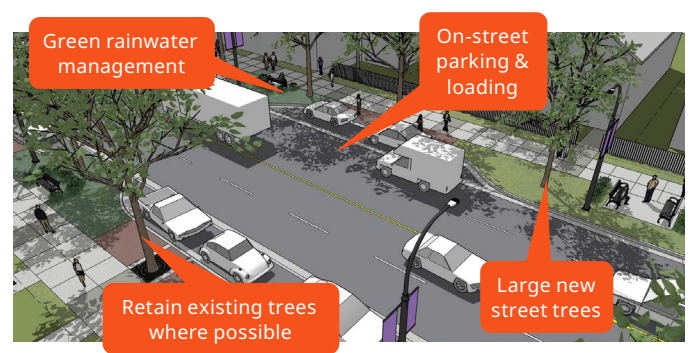 Green rainwater
management
On-street
parking &
loading
Retain existing trees
where possible
Large new
street trees